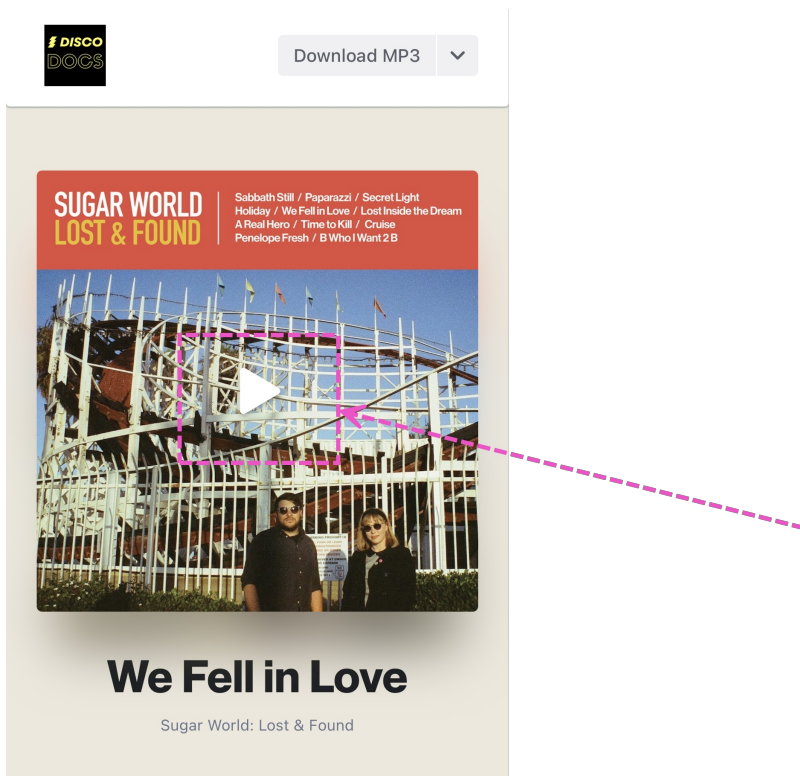 DISCO
DOCS
Download MP3
SUGAR WORLD
LOST & FOUND
Sabbath Still / Paparazzi / Secret Light
Holiday / We Fell in Love / Lost Inside the Dream
A Real Hero / Time to Kill / Cruise
Penelope Fresh / B Who I Want 2 B
We Fell in Love
Sugar World: Lost & Found